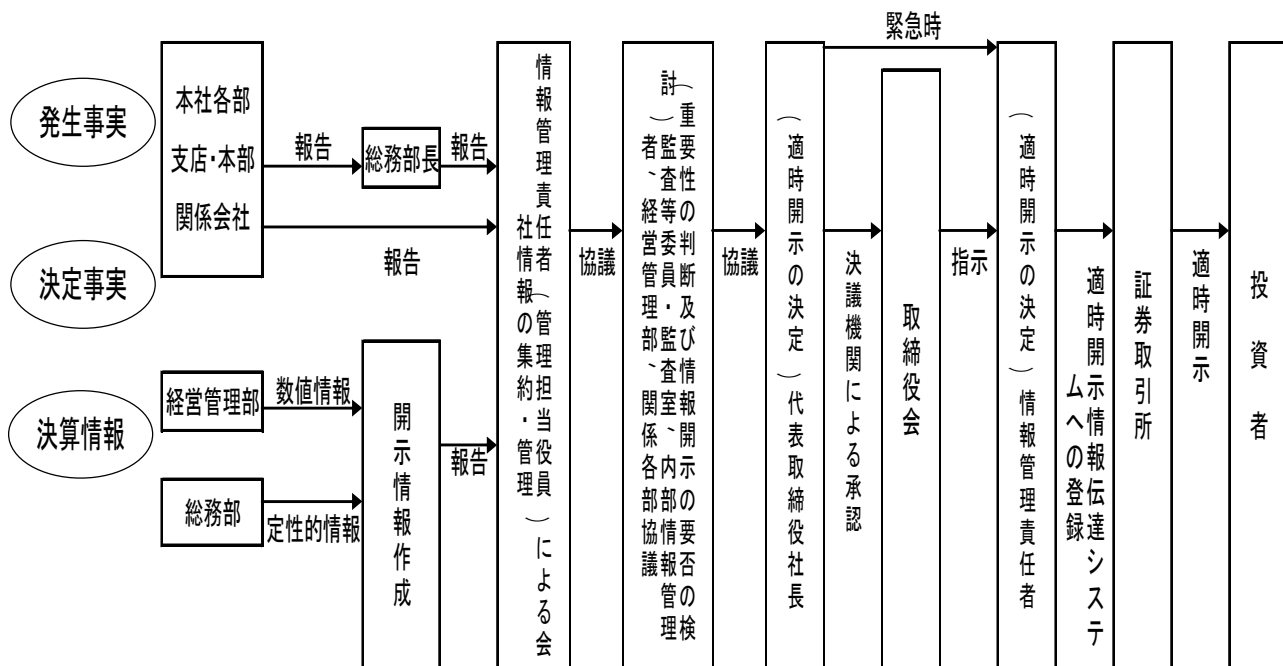 発生事実
決定事実
決算情報
本社各部
支店・本部
関係会社
報告
総務部長
報告
報告
経営管理部
数値情報
総務部
定性的情報
開示情報作成
報告
情報管理責任者（管理担当役員）による会
社情報の集約・管理
協議
（重要性の判断及び情報開示の要否の検
討）監査等委員・監査室、内部情報管理
者、経営管理部、関係各部協議
協議
（適時開示の決定）代表取締役社長
緊急時
決議機関による承認
取締役会
指示
（適時開示の決定）情報管理責任者
適時開示情報伝達システ
ムへの登録
証券取引所
適時開示
投資者